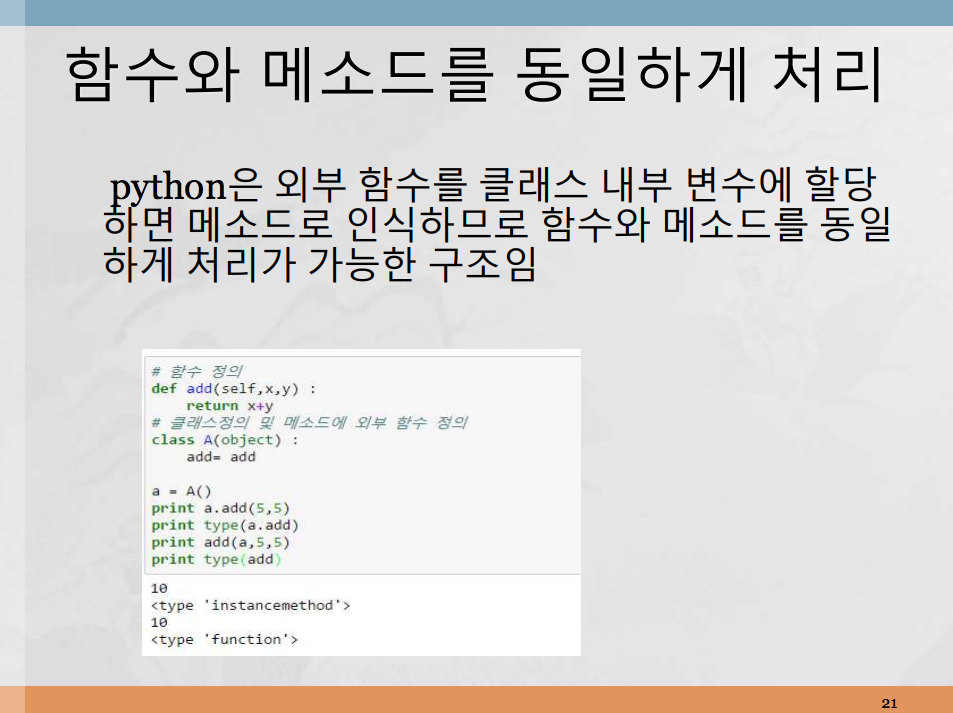 함수와 메소드를 동일하게 처리
python은 외부 함수를 클래스 내부 변수에 할당
하면 메소드로 인식하므로 함수와 메소드를 동일
하게 처리가 가능한 구조임
# 함수 정의
def add(self,x,y) :
    return x+y
# 클래스정의 및 메소드에 외부 함수 정의
class A(object) :
    add= add
a = A()
print a.add(5,5)
print type(a.add)
print add(a,5,5)
print type(add)
10
<type 'instancemethod'>
10
<type 'function'>
21